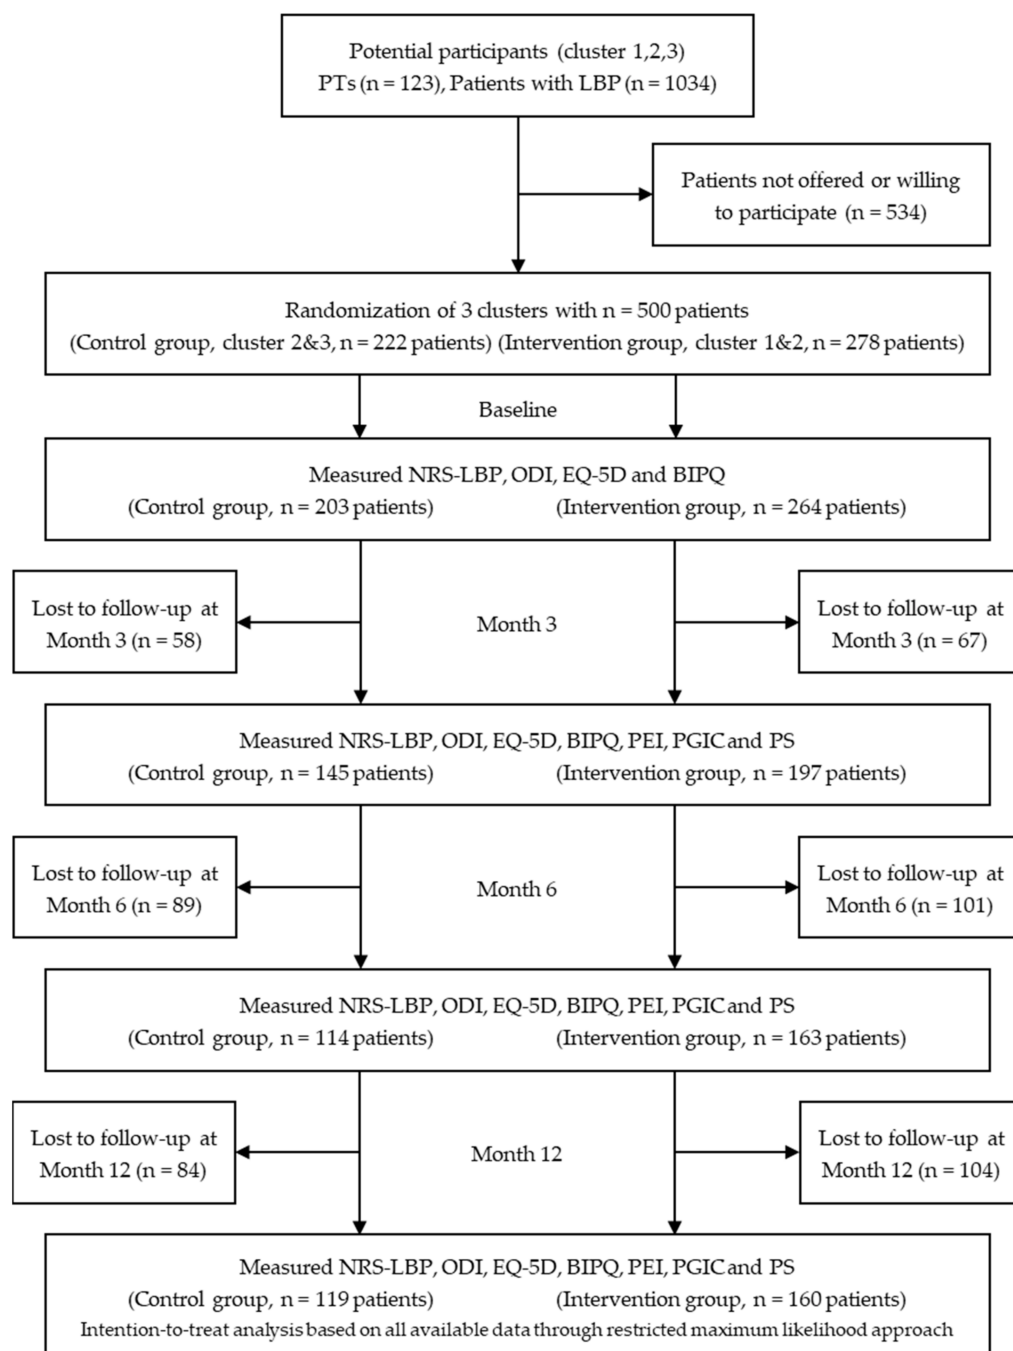 Potential participants (cluster 1,2,3)
PTs (n = 123), Patients with LBP (n = 1034)
Patients not offered or willing
to participate (n = 534)
Randomization of 3 clusters with n = 500 patients
(Control group, cluster 2&3, n = 222 patients) (Intervention group, cluster 1&2, n = 278 patients)
Baseline
Measured NRS-LBP, ODI, EQ-5D and BIPQ
(Control group, n = 203 patients) (Intervention group, n = 264 patients)
Lost to follow-up at
Month 3 (n = 58)
Month 3
Lost to follow-up at
Month 3 (n = 67)
Measured NRS-LBP, ODI, EQ-5D, BIPQ, PEI, PGIC and PS
(Control group, n = 145 patients) (Intervention group, n = 197 patients)
Lost to follow-up at
Month 6 (n = 89)
Month 6
Lost to follow-up at
Month 6 (n = 101)
Measured NRS-LBP, ODI, EQ-5D, BIPQ, PEI, PGIC and PS
(Control group, n = 114 patients) (Intervention group, n = 163 patients)
Lost to follow-up at
Month 12 (n = 84)
Month 12
Lost to follow-up at
Month 12 (n = 104)
Measured NRS-LBP, ODI, EQ-5D, BIPQ, PEI, PGIC and PS
(Control group, n = 119 patients) (Intervention group, n = 160 patients)
Intention-to-treat analysis based on all available data through restricted maximum likelihood approach